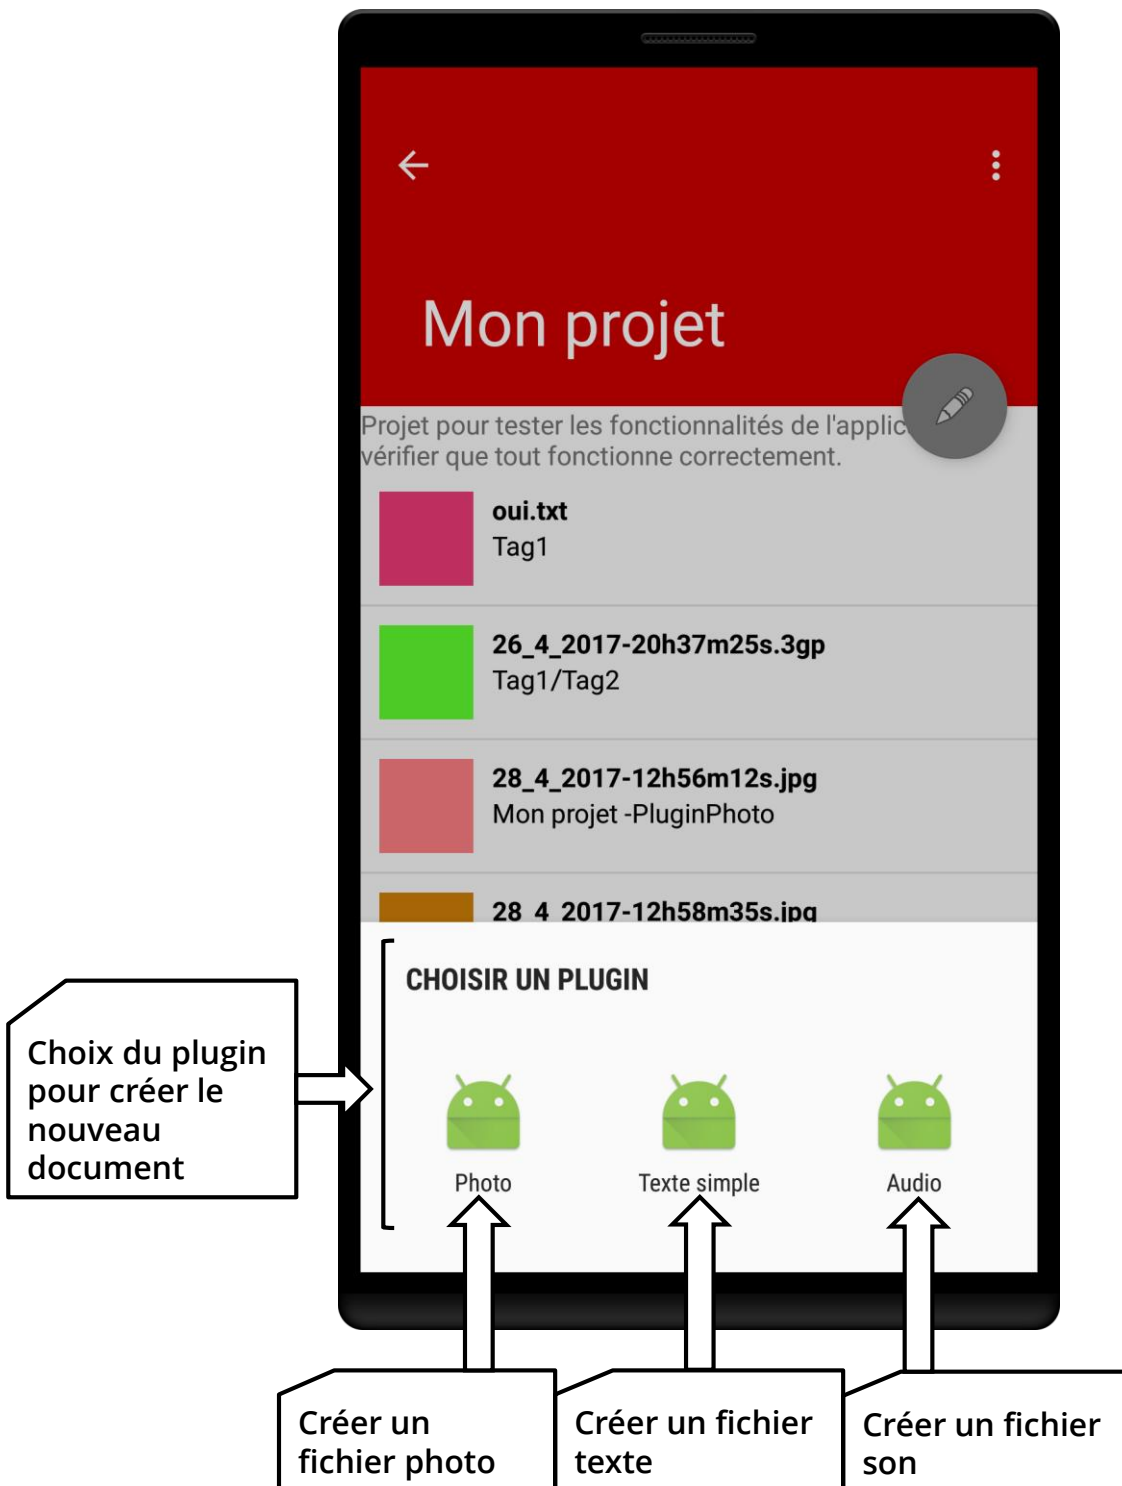 Mon projet
Projet pour tester les fonctionnalités de l'applic
vérifier que tout fonctionne correctement.
oui.txt
Tag1
26_4_2017-20h37m25s.3gp
Tag1/Tag2
28_4_2017-12h56m12s.jpg
Mon projet -PluginPhoto
28_4_2017-12h58m35s.jpg
CHOISIR UN PLUGIN
Photo
Texte simple
Audio
Choix du plugin
pour créer le
nouveau
document
Créer un
fichier photo
Créer un fichier
texte
Créer un fichier
son